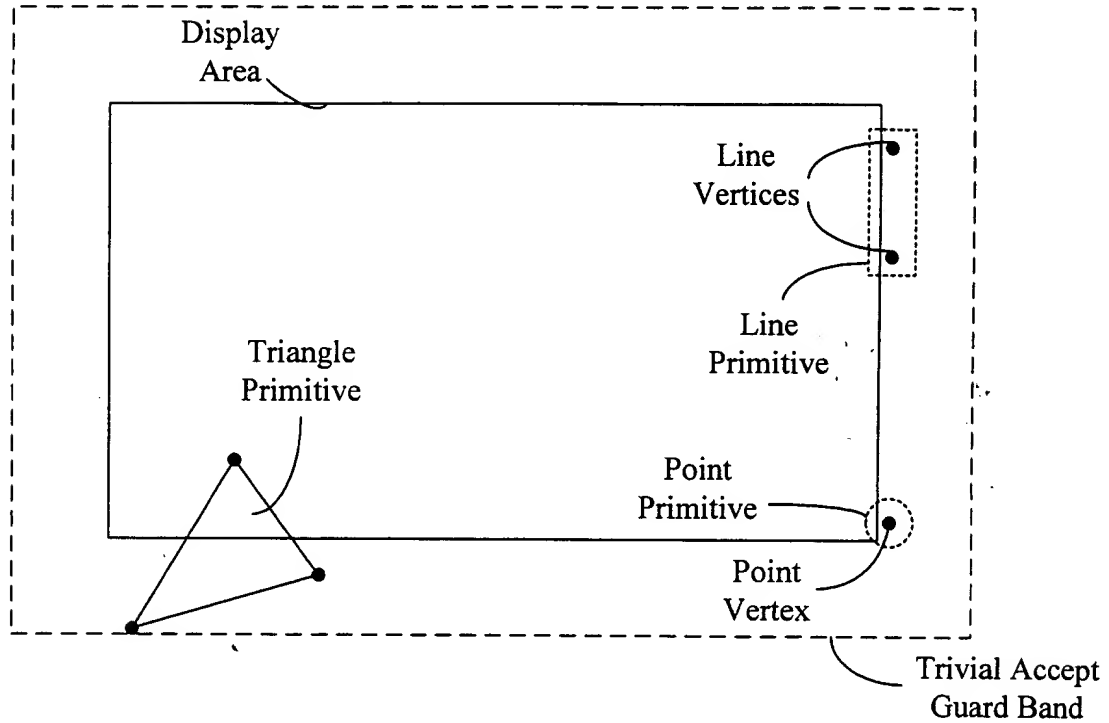 Display
Area
Line
Vertices
Line
Primitive
Triangle
Primitive
Point
Primitive
Point
Vertex
Trivial Accept
Guard Band